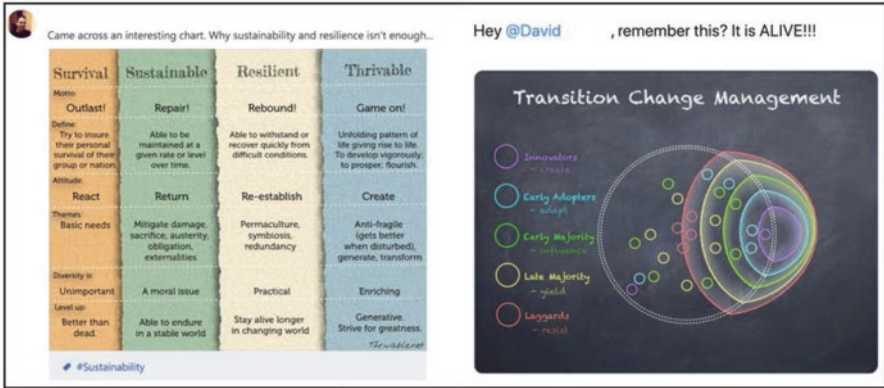 Came across an interesting chart. Why sustainability and resilience isn't enough...
Survival
Sustainable
Resilient
Thrivable
Motto:
Outlast!
Repair!
Rebound!
Game on!
Define:
Try to insure
their personal
survival of their
group or nation.
Able to be
maintained at a
given rate or level
over time.
Able to withstand or
recover quickly from
difficult conditions.
Unfolding pattern of
life giving rise to life.
To develop vigorously;
to prosper; flourish.
Attitude:
React
Return
Re-establish
Create
Themes:
Basic needs
Mitigate damage,
sacrifice, austerity,
obligation,
externalities
Permaculture,
symbiosis,
redundancy
Anti-fragile
(gets better
when disturbed),
generate, transform
Diversity is:
Unimportant
A moral issue
Practical
Enriching
Level up:
Better than
dead.
Able to endure
in a stable world
Stay alive longer
in changing world
Generative.
Strive for greatness.
Thrivable.net
#Sustainability
Hey @David , remember this? It is ALIVE!!!
Transition Change Management
Innovators
- create
Early Adopters
- adapt
Early Majority
- influence
Late Majority
- yield
Laggards
- resist